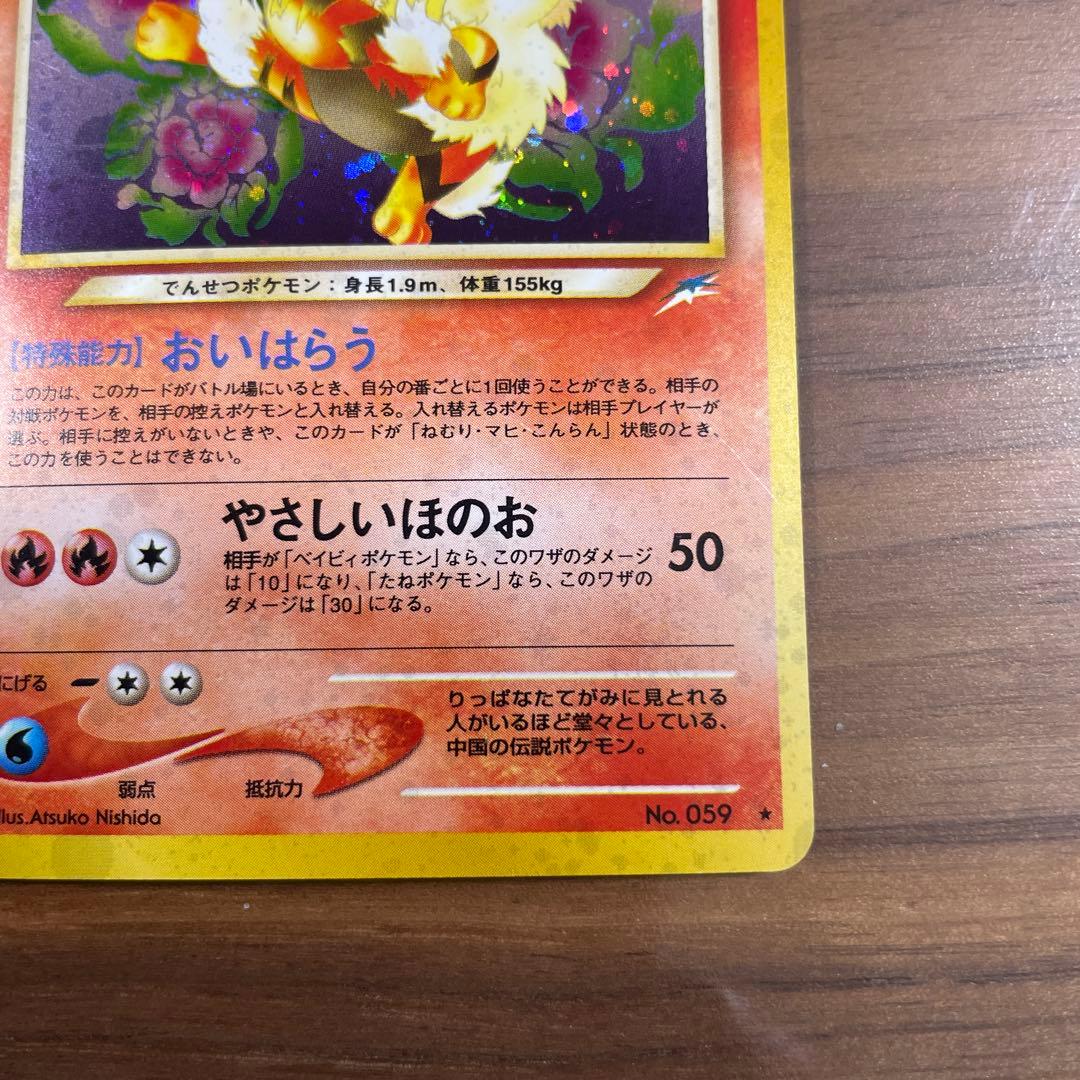 でんせつポケモン：身長1.9m、体重155kg
【特殊能力】おいはらう
この力は、このカードがバトル場にいるとき、自分の番ごとに1回使うことができる。相手の
対戦ポケモンを、相手の控えポケモンと入れ替える。入れ替えるポケモンは相手プレイヤーが
選ぶ。相手に控えがいないときや、このカードが「ねむり・マヒ・こんらん」状態のとき、
この力を使うことはできない。
やさしいほのお
50
相手が「ベイビィポケモン」なら、このワザのダメージ
は「10」になり、「たねポケモン」なら、このワザの
ダメージは「30」になる。
にげる
りっぱなたてがみに見とれる
人がいるほど堂々としている、
中国の伝説ポケモン。
弱点
抵抗力
llus.Atsuko Nishida
No. 059 ★